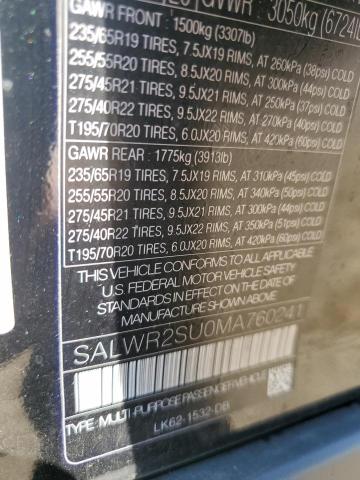 GVWR : 3050kg (6724lb
GAWR FRONT : 1500kg (3307lb)
235/65R19 TIRES, 7.5JX19 RIMS, AT 260kPa (38psi) COLD
255/55R20 TIRES, 8.5JX20 RIMS, AT 300kPa (44psi) COLD
275/45R21 TIRES, 9.5JX21 RIMS, AT 250kPa (37psi) COLD
275/40R22 TIRES, 9.5JX22 RIMS, AT 270kPa (40psi) COLD
T195/70R20 TIRES, 6.0JX20 RIMS, AT 420kPa (60psi) COLD
GAWR REAR : 1775kg (3913lb)
235/65R19 TIRES, 7.5JX19 RIMS, AT 310kPa (45psi) COLD
255/55R20 TIRES, 8.5JX20 RIMS, AT 340kPa (50psi) COLD
275/45R21 TIRES, 9.5JX21 RIMS, AT 300kPa (44psi) COLD
275/40R22 TIRES, 9.5JX22 RIMS, AT 350kPa (51psi) COLD
T195/70R20 TIRES, 6.0JX20 RIMS, AT 420kPa (60psi) COLD
THIS VEHICLE CONFORMS TO ALL APPLICABLE
U.S. FEDERAL MOTOR VEHICLE
IN EFFECT ON THE DATE OF
SALWR2SU0MA760241
TYPE: MULTI-PURPOSE PASSENGER VEHICLE
LK62-1532-DB